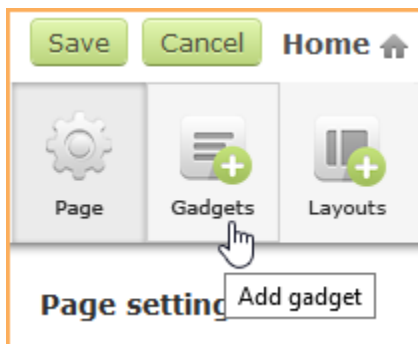 Save Cancel Home
Page Gadgets Layouts
Add gadget
Page setting